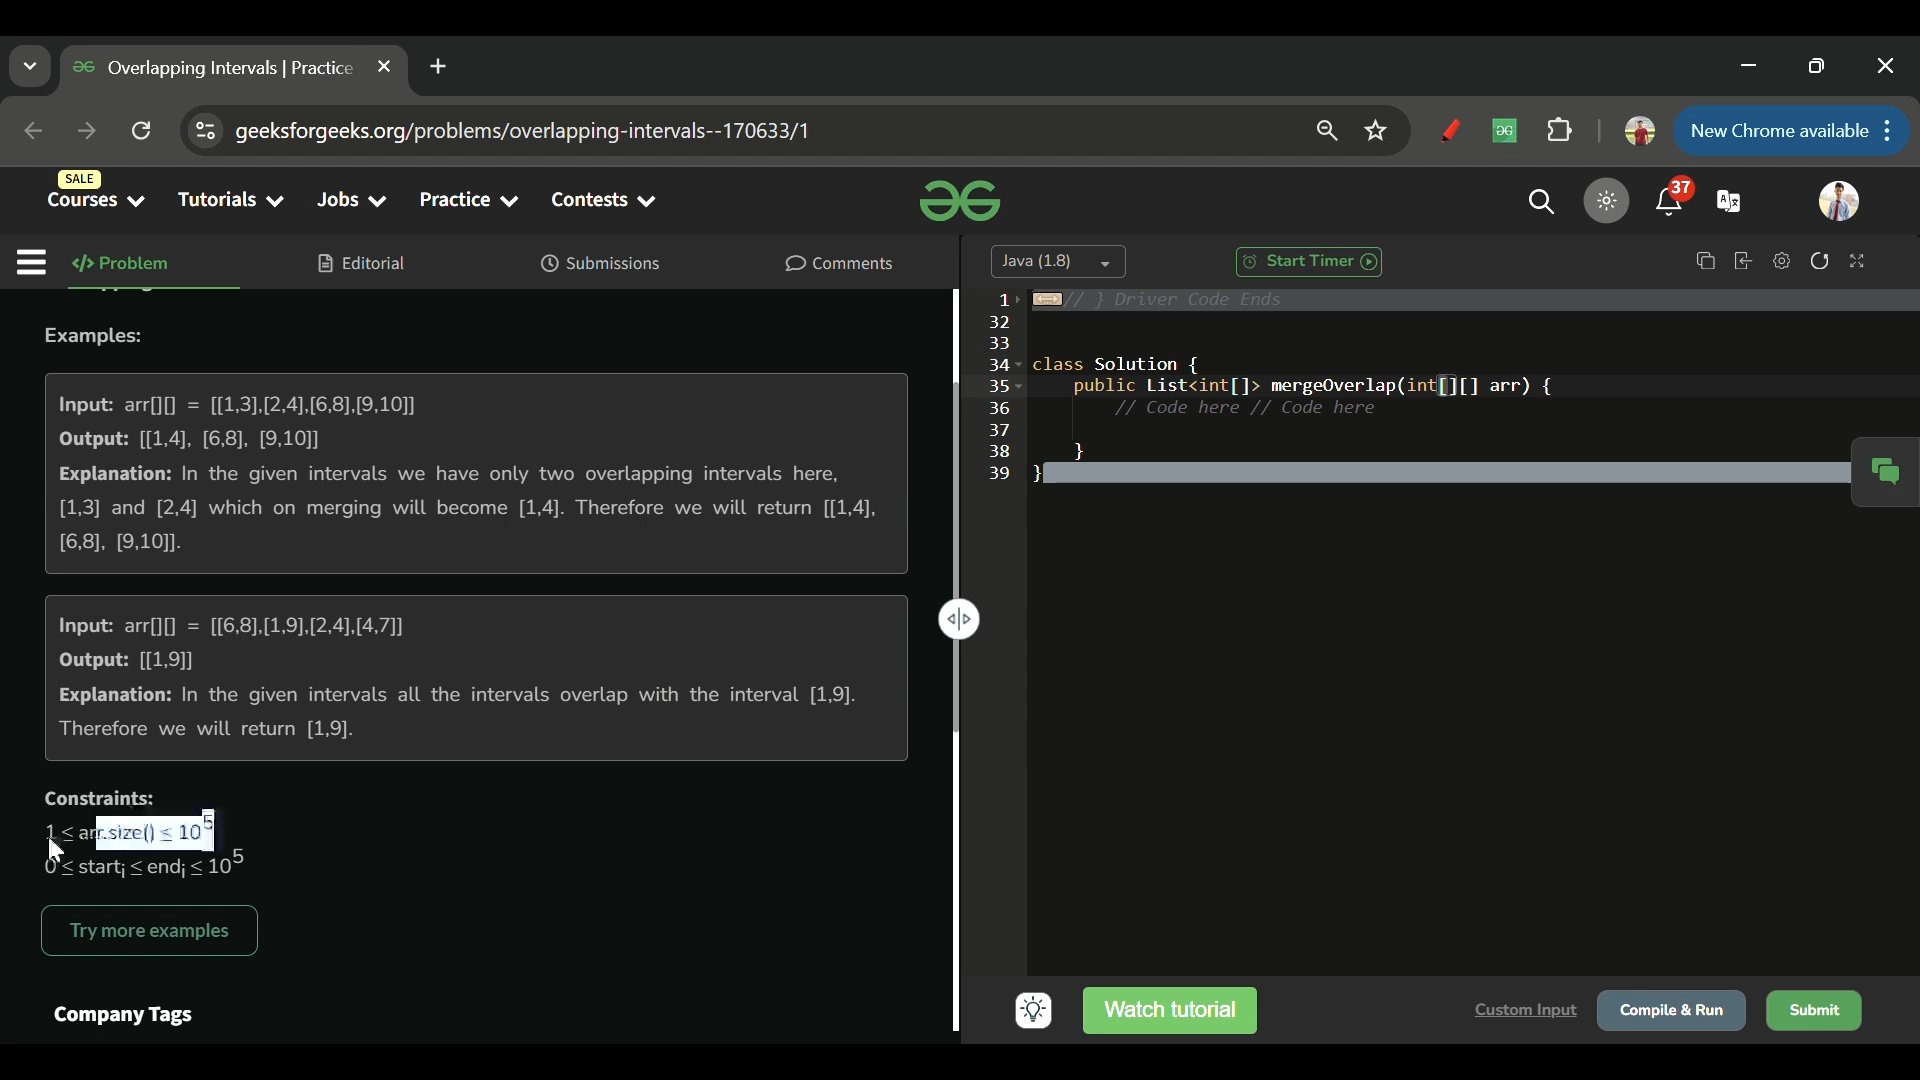 Overlapping Intervals | Practice
geeksforgeeks.org/problems/overlapping-intervals--170633/1
New Chrome available
SALE
Courses
Tutorials
Jobs
Practice
Contests
37
</> Problem
Editorial
Submissions
Comments
Java (1.8)
Start Timer
Examples:
Input: arr[][] = [[1,3],[2,4],[6,8],[9,10]]
Output: [[1,4], [6,8], [9,10]]
Explanation: In the given intervals we have only two overlapping intervals here,
[1,3] and [2,4] which on merging will become [1,4]. Therefore we will return [[1,4],
[6,8], [9,10]].
Input: arr[][] = [[6,8],[1,9],[2,4],[4,7]]
Output: [[1,9]]
Explanation: In the given intervals all the intervals overlap with the interval [1,9].
Therefore we will return [1,9].
Constraints:
1 ≤ arr.size() ≤ 10⁵
0 ≤ startᵢ ≤ endᵢ ≤ 10⁵
Try more examples
Company Tags
1 // } Driver Code Ends
32
33
34 class Solution {
35 public List<int[]> mergeOverlap(int[][] arr) {
36 // Code here // Code here
37
38 }
39 }
Watch tutorial
Custom Input
Compile & Run
Submit